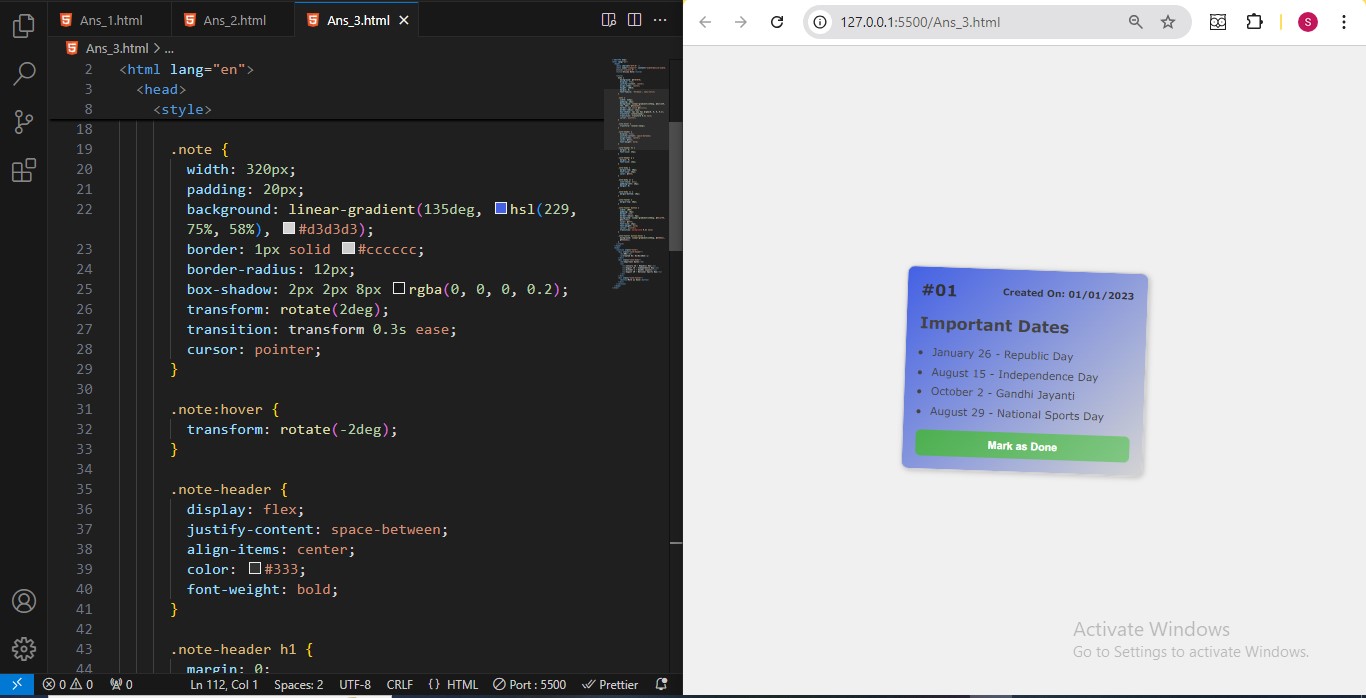 Ans_1.html
Ans_2.html
Ans_3.html
Ans_3.html > ...
2 <html lang="en">
3 <head>
8 <style>
18
19 .note {
20 width: 320px;
21 padding: 20px;
22 background: linear-gradient(135deg, hsl(229,
75%, 58%), #d3d3d3);
23 border: 1px solid #cccccc;
24 border-radius: 12px;
25 box-shadow: 2px 2px 8px rgba(0, 0, 0, 0.2);
26 transform: rotate(2deg);
27 transition: transform 0.3s ease;
28 cursor: pointer;
29 }
30
31 .note:hover {
32 transform: rotate(-2deg);
33 }
34
35 .note-header {
36 display: flex;
37 justify-content: space-between;
38 align-items: center;
39 color: #333;
40 font-weight: bold;
41 }
42
43 .note-header h1 {
44 margin: 0;
0 0 0 Ln 112, Col 1 Spaces: 2 UTF-8 CRLF {} HTML Port : 5500 Prettier
127.0.0.1:5500/Ans_3.html
S
#01 Created On: 01/01/2023
Important Dates
• January 26 - Republic Day
• August 15 - Independence Day
• October 2 - Gandhi Jayanti
• August 29 - National Sports Day
Mark as Done
Activate Windows
Go to Settings to activate Windows.